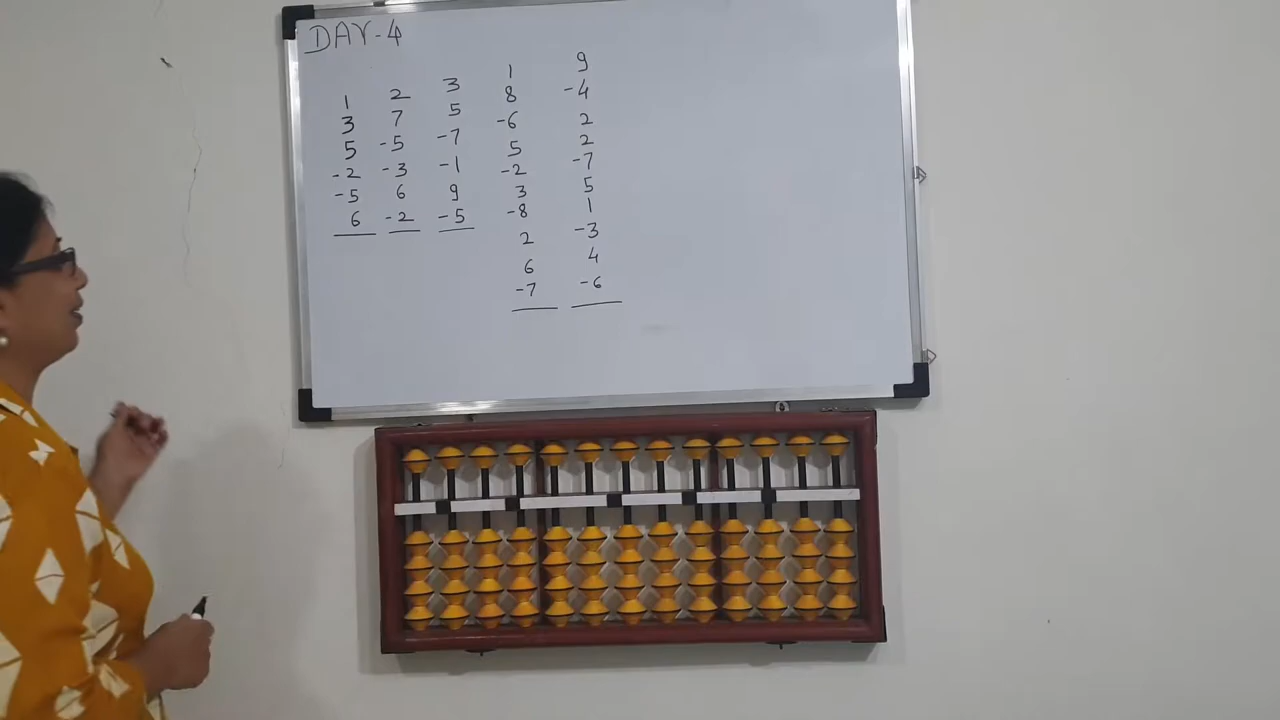 DAY-4
1 2 3 1 9
3 7 5 8 -4
5 -5 -7 -6 2
-2 -3 -1 5 2
-5 6 9 -2 -7
6 -2 -5 3 5
-8 1
2 -3
6 4
-7 -6